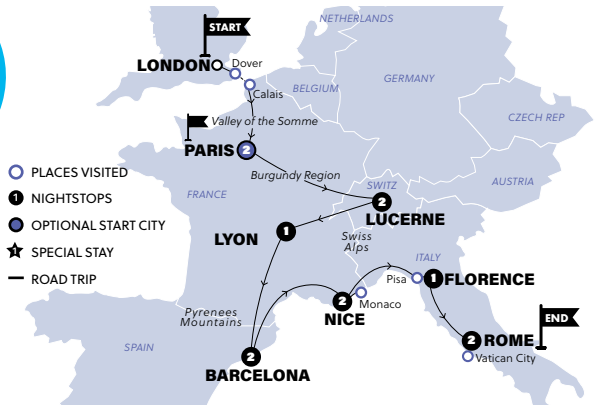 NETHERLANDS
START
LONDON
Dover
Calais
BELGIUM
GERMANY
CZECH REP
Valley of the Somme
PARIS 2
Burgundy Region
FRANCE
SWITZ
AUSTRIA
2
LUCERNE
PLACES VISITED
1 NIGHTSTOPS
OPTIONAL START CITY
1 SPECIAL STAY
ROAD TRIP
LYON 1
Swiss
Alps
ITALY
Pisa 1 FLORENCE
Monaco
2
NICE
Pyrenees
Mountains
END
2 ROME
Vatican City
SPAIN
2
BARCELONA